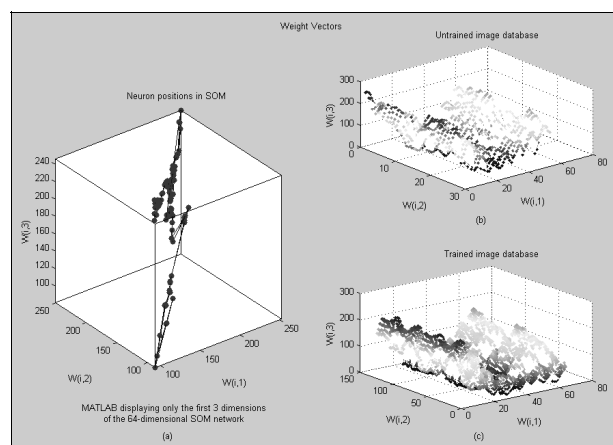 Weight Vectors
Neuron positions in SOM
240
220
200
180
160
140
120
100
W(i,3)
250
200
150
100
W(i,2)
100
150
200
250
W(i,1)
MATLAB displaying only the first 3 dimensions
of the 64-dimensional SOM network
(a)
Untrained image database
300
200
100
0
W(i,3)
0
10
20
30
W(i,2)
0
20
40
60
80
W(i,1)
(b)
Trained image database
300
200
100
0
W(i,3)
150
100
50
0
W(i,2)
0
20
40
60
80
W(i,1)
(c)